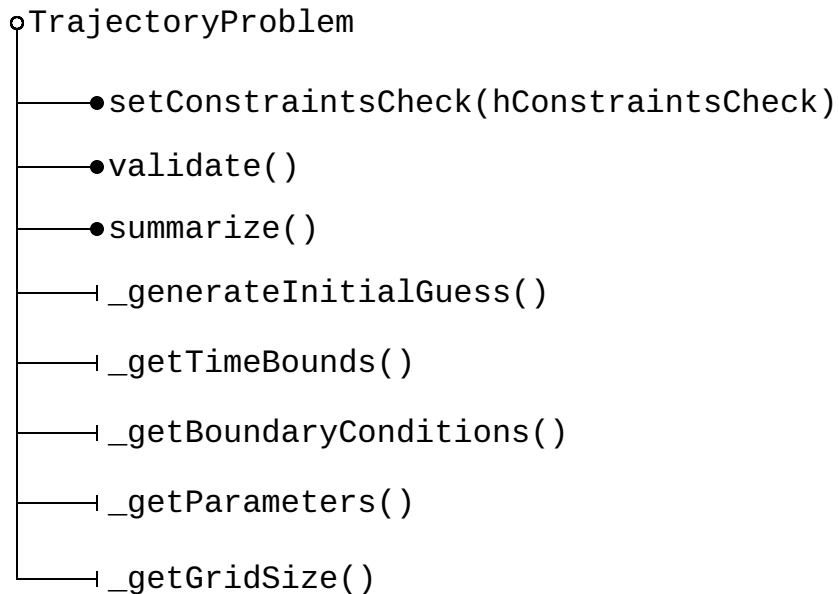 TrajectoryProblem
setConstraintsCheck(hConstraintsCheck)
validate()
summarize()
_generateInitialGuess()
_getTimeBounds()
_getBoundaryConditions()
_getParameters()
_getGridSize()